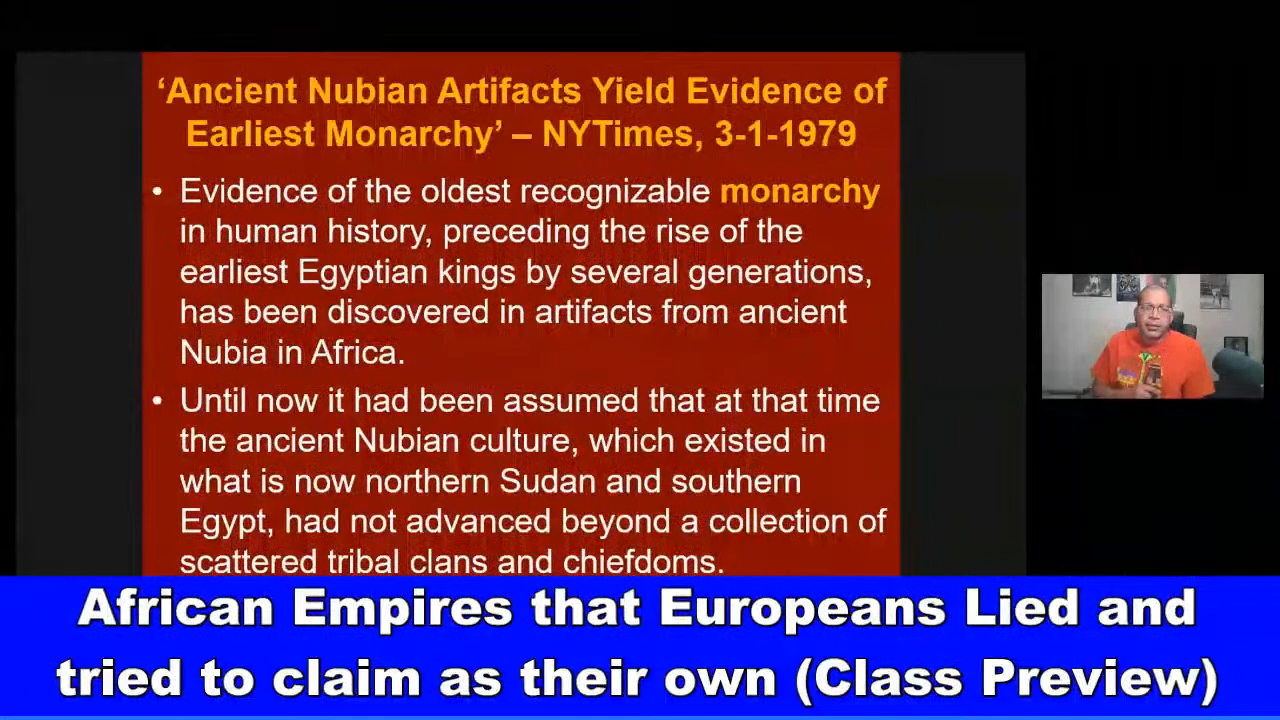 ‘Ancient Nubian Artifacts Yield Evidence of
Earliest Monarchy’ – NYTimes, 3-1-1979
• Evidence of the oldest recognizable monarchy
in human history, preceding the rise of the
earliest Egyptian kings by several generations,
has been discovered in artifacts from ancient
Nubia in Africa.
• Until now it had been assumed that at that time
the ancient Nubian culture, which existed in
what is now northern Sudan and southern
Egypt, had not advanced beyond a collection of
scattered tribal clans and chiefdoms.
African Empires that Europeans Lied and
tried to claim as their own (Class Preview)